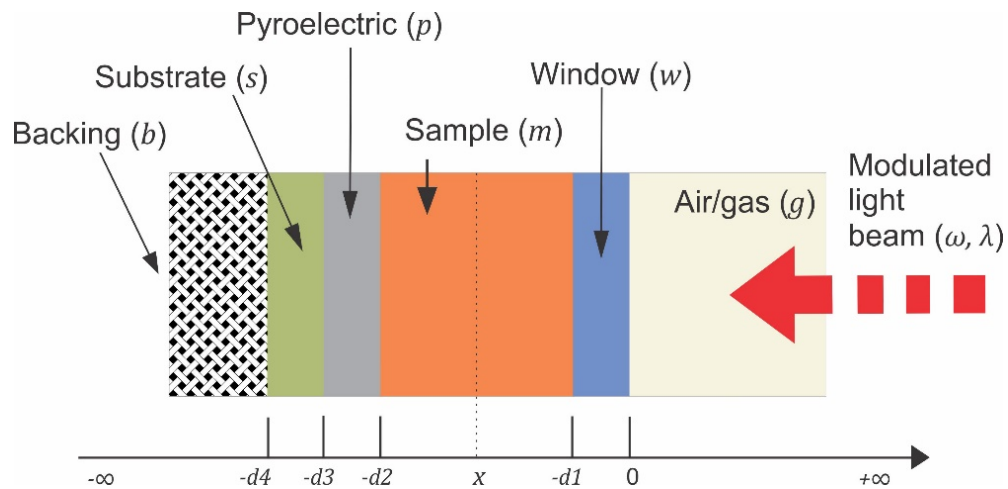 Pyroelectric (p)
Substrate (s)
Window (w)
Backing (b)
Sample (m)
Modulated
light
beam (ω, λ)
Air/gas (g)
-∞ -d4 -d3 -d2 x -d1 0 +∞